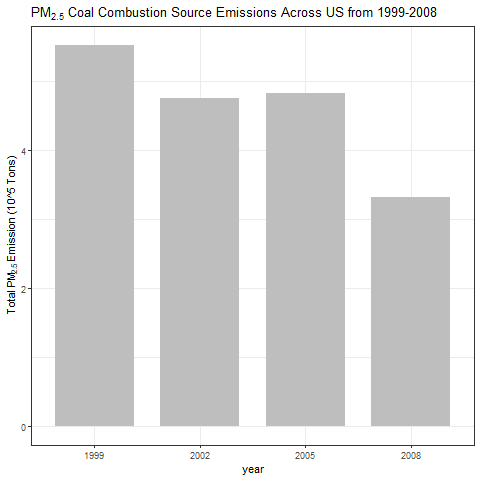 PM2.5 Coal Combustion Source Emissions Across US from 1999-2008
Total PM2.5 Emission (10^5 Tons)
4
2
0
1999 2002 2005 2008
year